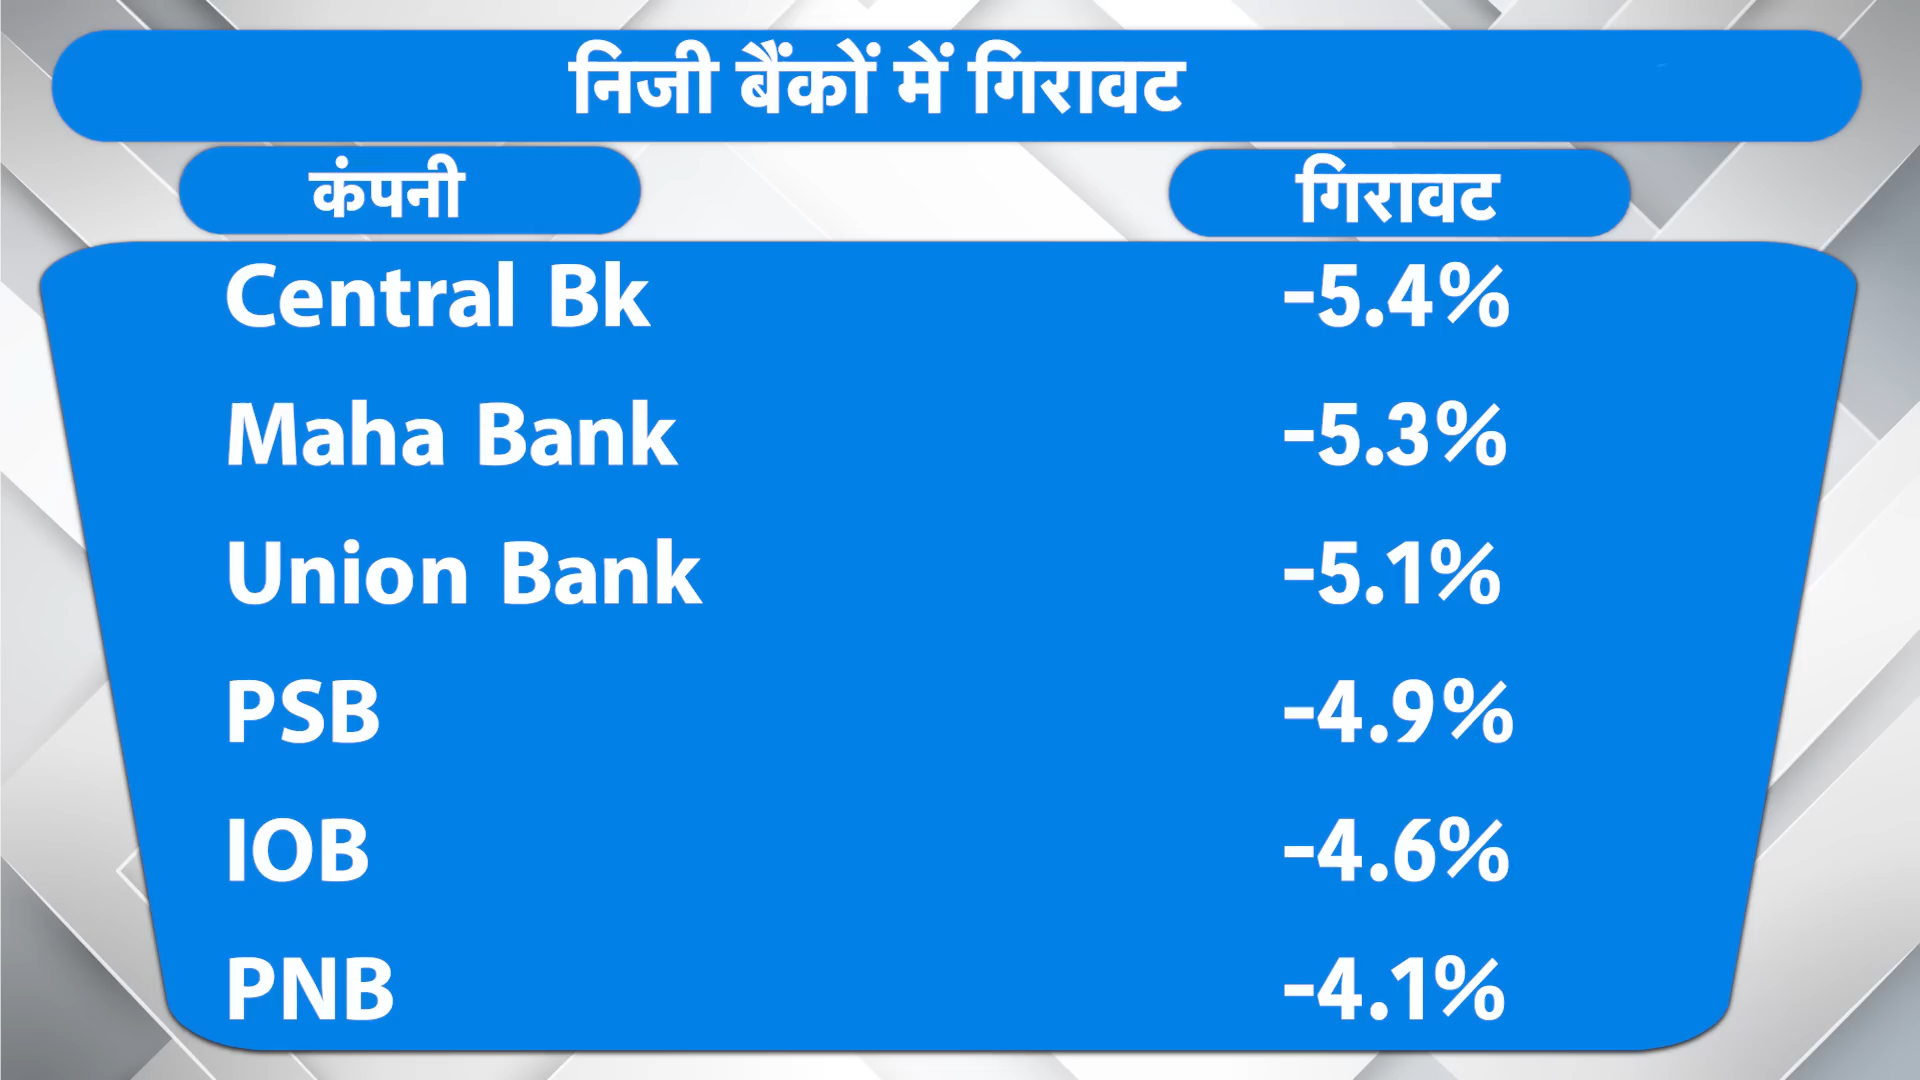 निजी बैंकों में गिरावट
कंपनी गिरावट
Central Bk -5.4%
Maha Bank -5.3%
Union Bank -5.1%
PSB -4.9%
IOB -4.6%
PNB -4.1%